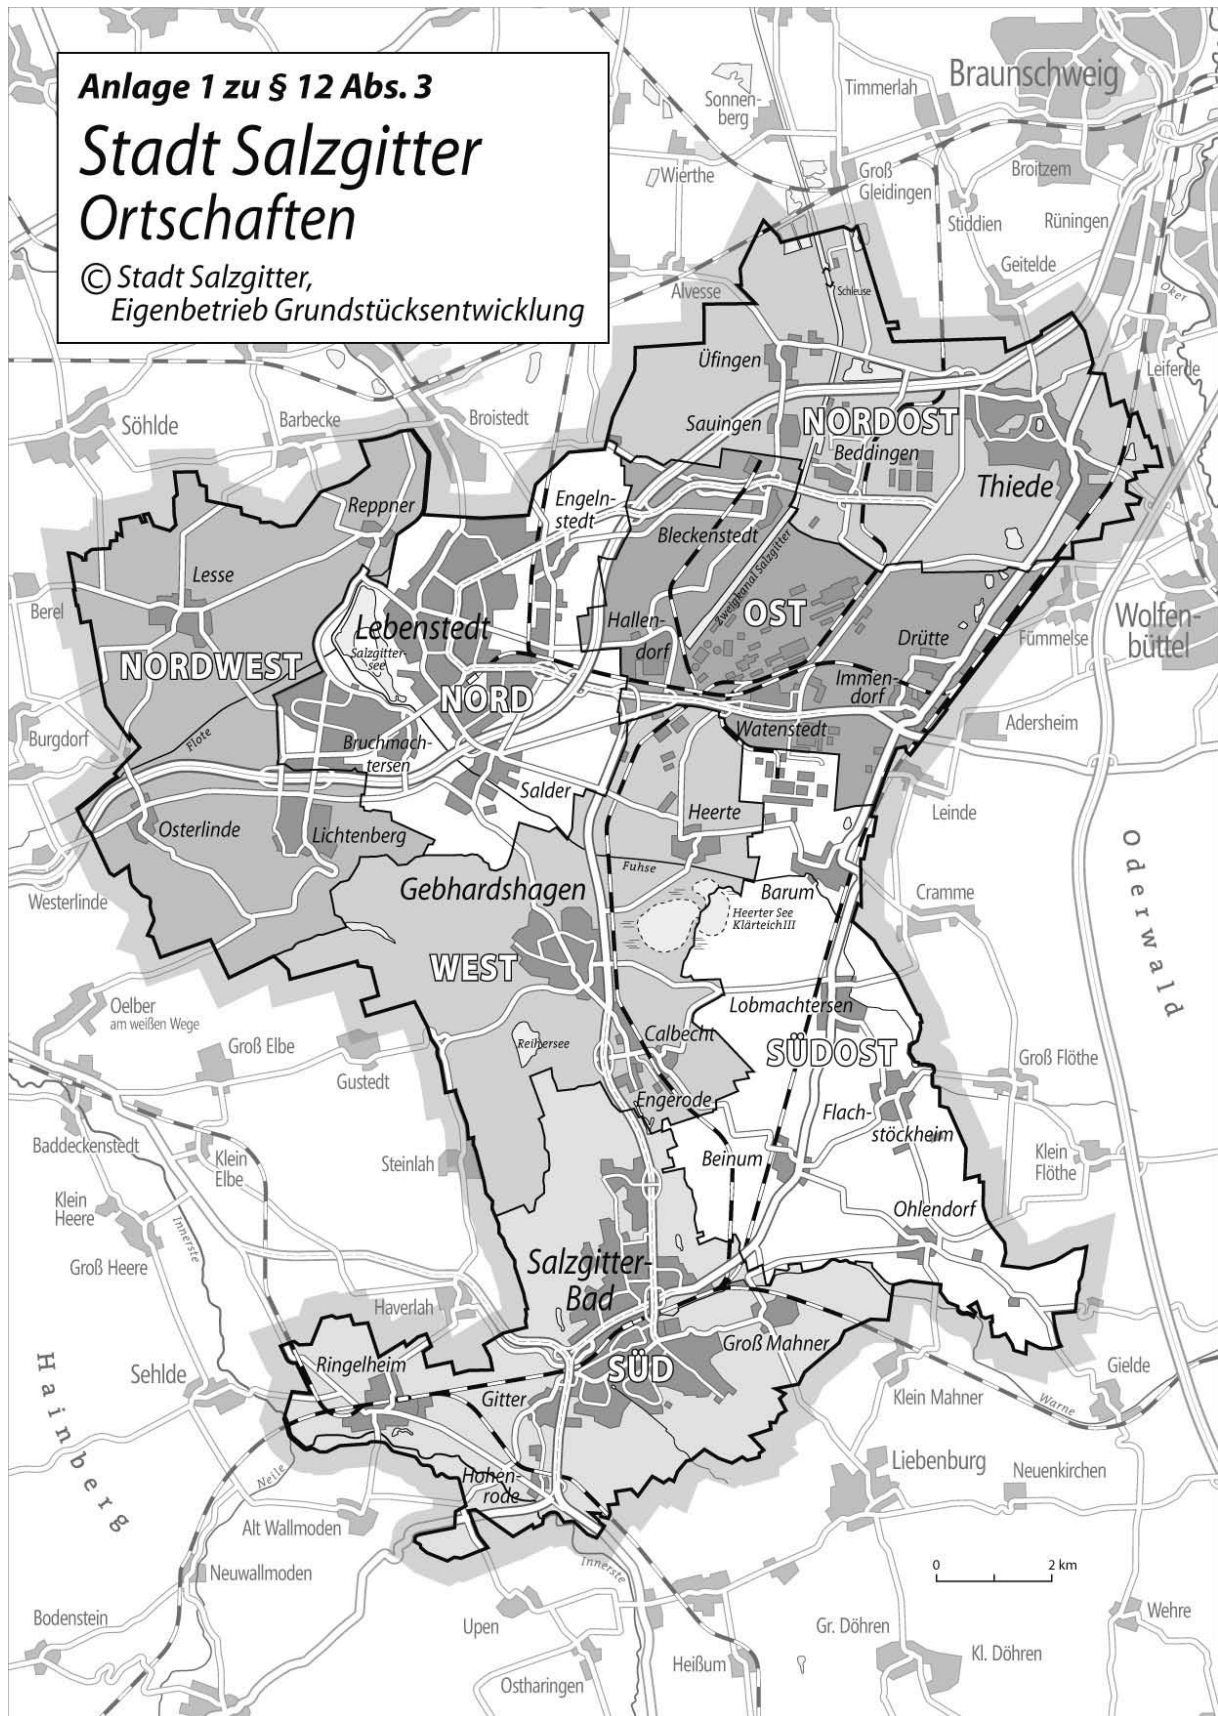 Anlage 1 zu § 12 Abs. 3
Stadt Salzgitter
Ortschaften
© Stadt Salzgitter,
Eigenbetrieb Grundstücksentwicklung
Braunschweig
Timmerlah
Sonnen-
berg
Wierthe
Groß
Gleidingen
Broitzem
Stiddien
Rüningen
Geitelde
Alvesse
Schleuse
Oker
Üfingen
Leiferde
Söhlde
Barbecke
Broistedt
Sauingen
NORDOST
Beddingen
Thiede
Reppner
Engeln-
stedt
Bleckenstedt
Zweigkanal Salzgitter
Lesse
Berel
Lebenstedt
Salzgitter-
see
Hallen-
dorf
OST
Drütte
Fümmelse
Wolfen-
büttel
NORDWEST
NORD
Immen-
dorf
Adersheim
Burgdorf
Flote
Bruchmach-
tersen
Watenstedt
Salder
Leinde
Osterlinde
Lichtenberg
Heerte
Fuhse
Oderwald
Westerlinde
Gebhardshagen
Barum
Cramme
Heerter See
Klärteich III
WEST
Oelber
am weißen Wege
Lobmachtersen
Groß Elbe
Reihersee
Calbecht
SÜDOST
Groß Flöthe
Gustedt
Engerode
Flach-
stöckheim
Baddeckenstedt
Klein
Elbe
Steinlah
Beinum
Klein
Flöthe
Klein
Heere
Innerste
Ohlendorf
Groß Heere
Salzgitter-
Bad
Haverlah
Hainberg
Sehlde
Ringelheim
SÜD
Groß Mahner
Gielde
Gitter
Klein Mahner
Warne
Neile
Hohen-
rode
Liebenburg
Neuenkirchen
Alt Wallmoden
Innerste
0
2 km
Neuwallmoden
Bodenstein
Upen
Gr. Döhren
Wehre
Kl. Döhren
Heißum
Ostharingen